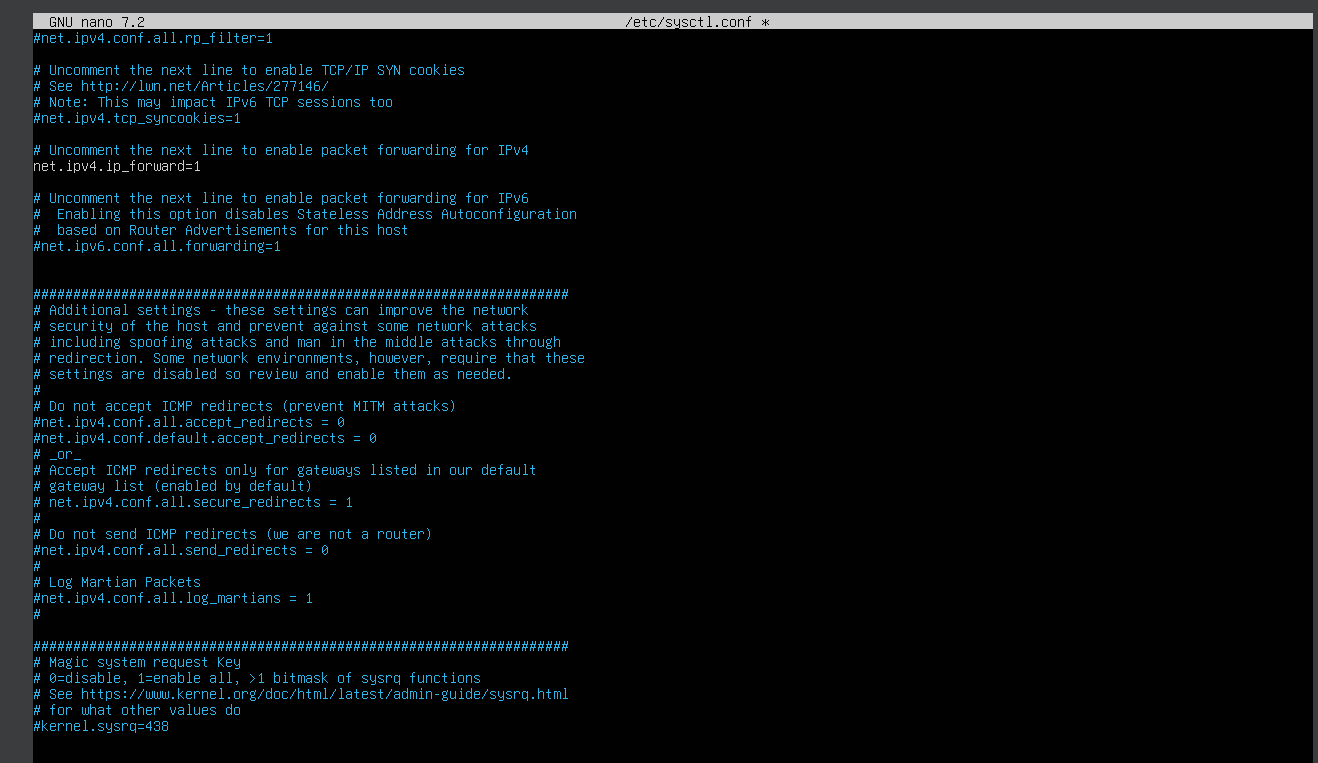 GNU nano 7.2 /etc/sysctl.conf *
#net.ipv4.conf.all.rp_filter=1
# Uncomment the next line to enable TCP/IP SYN cookies
# See http://lwn.net/Articles/277146/
# Note: This may impact IPv6 TCP sessions too
#net.ipv4.tcp_syncookies=1
# Uncomment the next line to enable packet forwarding for IPv4
net.ipv4.ip_forward=1
# Uncomment the next line to enable packet forwarding for IPv6
#  Enabling this option disables Stateless Address Autoconfiguration
#  based on Router Advertisements for this host
#net.ipv6.conf.all.forwarding=1
###################################################################
# Additional settings - these settings can improve the network
# security of the host and prevent against some network attacks
# including spoofing attacks and man in the middle attacks through
# redirection. Some network environments, however, require that these
# settings are disabled so review and enable them as needed.
#
# Do not accept ICMP redirects (prevent MITM attacks)
#net.ipv4.conf.all.accept_redirects = 0
#net.ipv4.conf.default.accept_redirects = 0
# _or_
# Accept ICMP redirects only for gateways listed in our default
# gateway list (enabled by default)
# net.ipv4.conf.all.secure_redirects = 1
#
# Do not send ICMP redirects (we are not a router)
#net.ipv4.conf.all.send_redirects = 0
#
# Log Martian Packets
#net.ipv4.conf.all.log_martians = 1
#
###################################################################
# Magic system request Key
# 0=disable, 1=enable all, >1 bitmask of sysrq functions
# See https://www.kernel.org/doc/html/latest/admin-guide/sysrq.html
# for what other values do
#kernel.sysrq=438